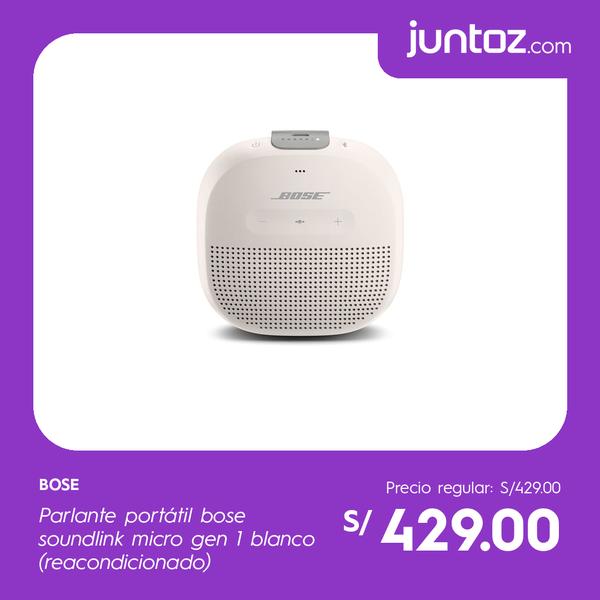 juntoz.com
BOSE
BOSE
Parlante portátil bose
soundlink micro gen 1 blanco
(reacondicionado)
Precio regular: S/429.00
S/ 429.00